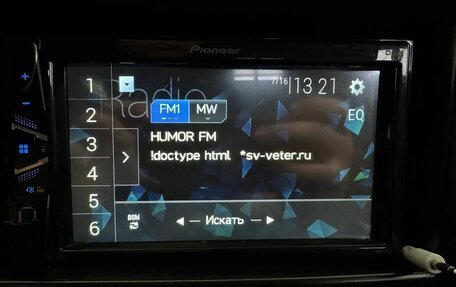 Pioneer
Radio
7/16 13 21
1
2
3
4
5
6
FM1
MW
EQ
HUMOR FM
!doctype html *sv-veter.ru
BSM
Искать